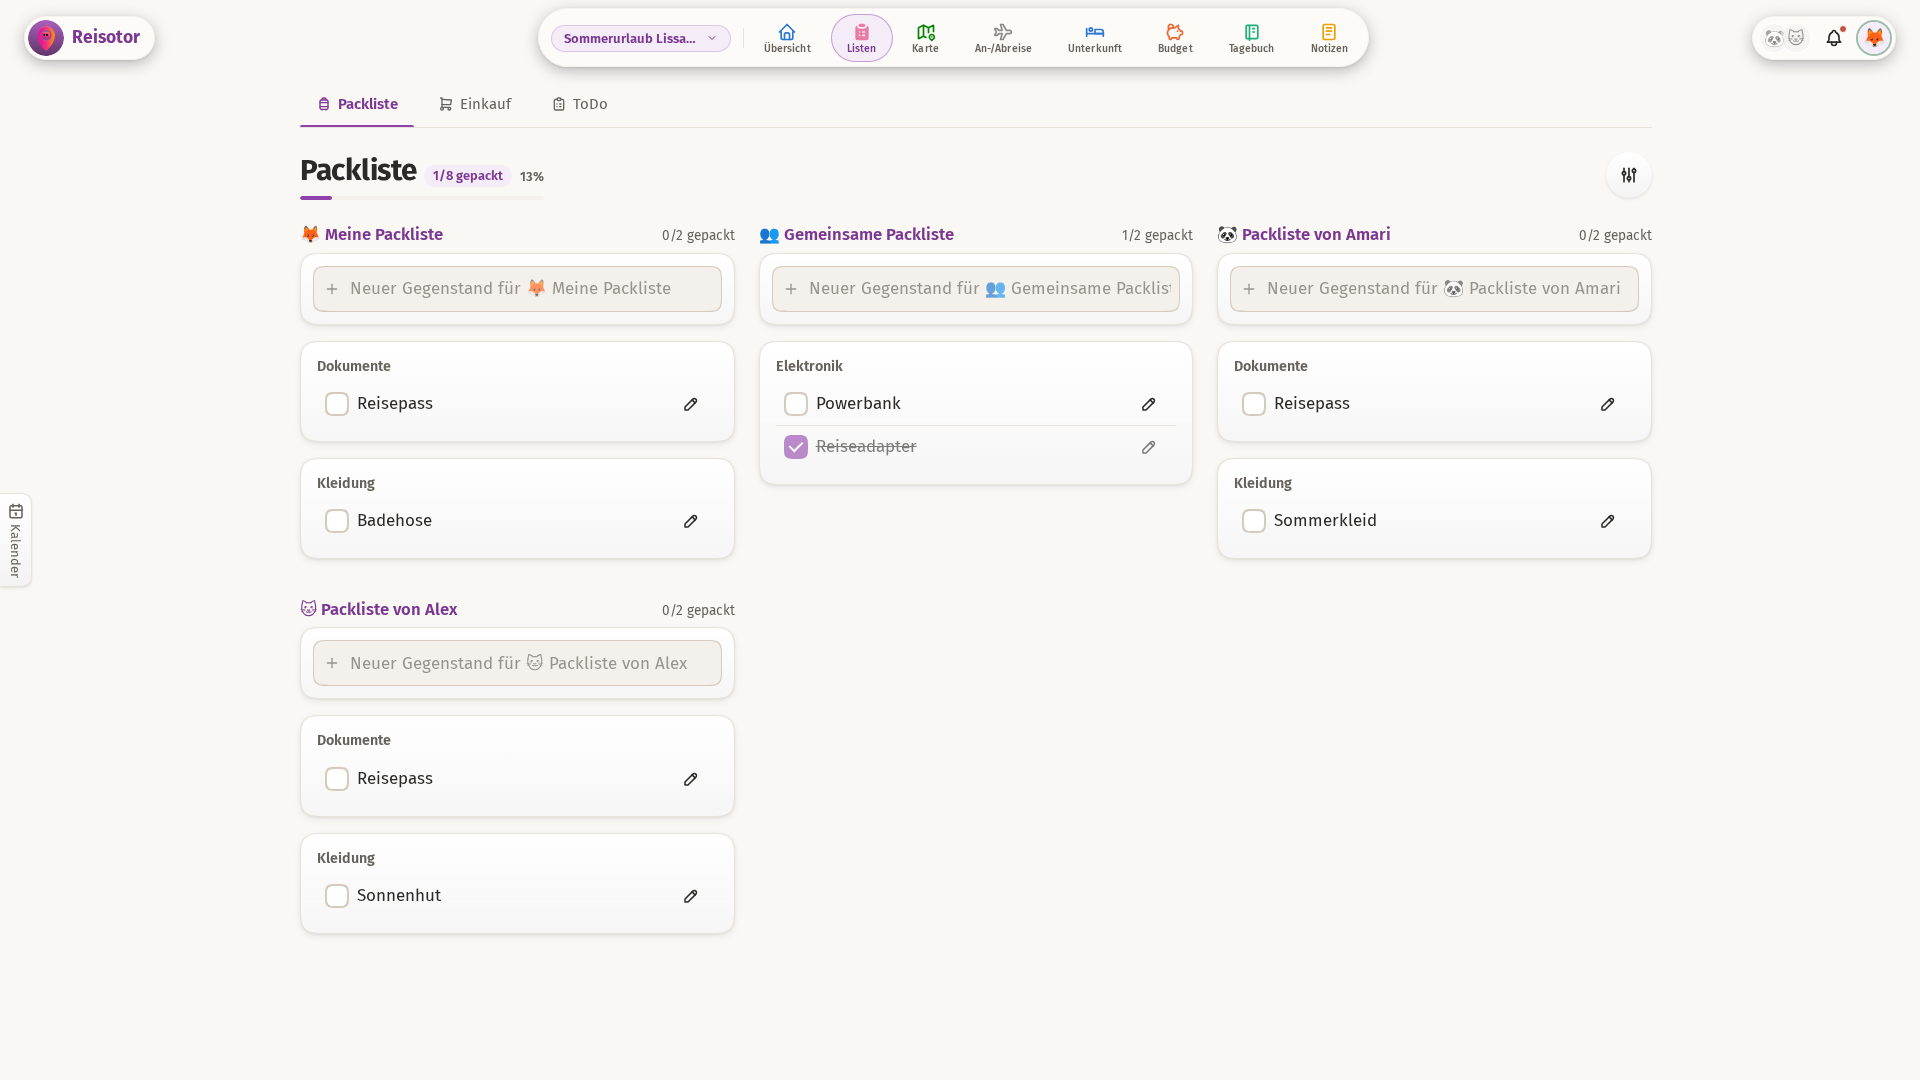 Reisotor
Sommerurlaub Lissa...
Übersicht
Listen
Karte
An-/Abreise
Unterkunft
Budget
Tagebuch
Notizen
Packliste
Einkauf
ToDo
Packliste
1/8 gepackt
13%
🦊 Meine Packliste
0/2 gepackt
Neuer Gegenstand für 🦊 Meine Packliste
Dokumente
Reisepass
Kleidung
Badehose
👥 Gemeinsame Packliste
1/2 gepackt
Neuer Gegenstand für 👥 Gemeinsame Packlist
Elektronik
Powerbank
Reiseadapter
🐼 Packliste von Amari
0/2 gepackt
Neuer Gegenstand für 🐼 Packliste von Amari
Dokumente
Reisepass
Kleidung
Sommerkleid
🐱 Packliste von Alex
0/2 gepackt
Neuer Gegenstand für 🐱 Packliste von Alex
Dokumente
Reisepass
Kleidung
Sonnenhut
Kalender